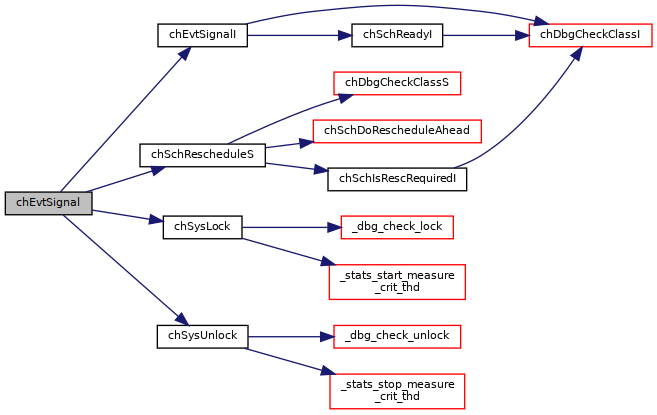 chEvtSignalI
chSchReadyI
chDbgCheckClassI
chDbgCheckClassS
chSchDoRescheduleAhead
chSchRescheduleS
chSchIsRescRequiredI
chEvtSignal
chSysLock
_dbg_check_lock
_stats_start_measure
_crit_thd
chSysUnlock
_dbg_check_unlock
_stats_stop_measure
_crit_thd